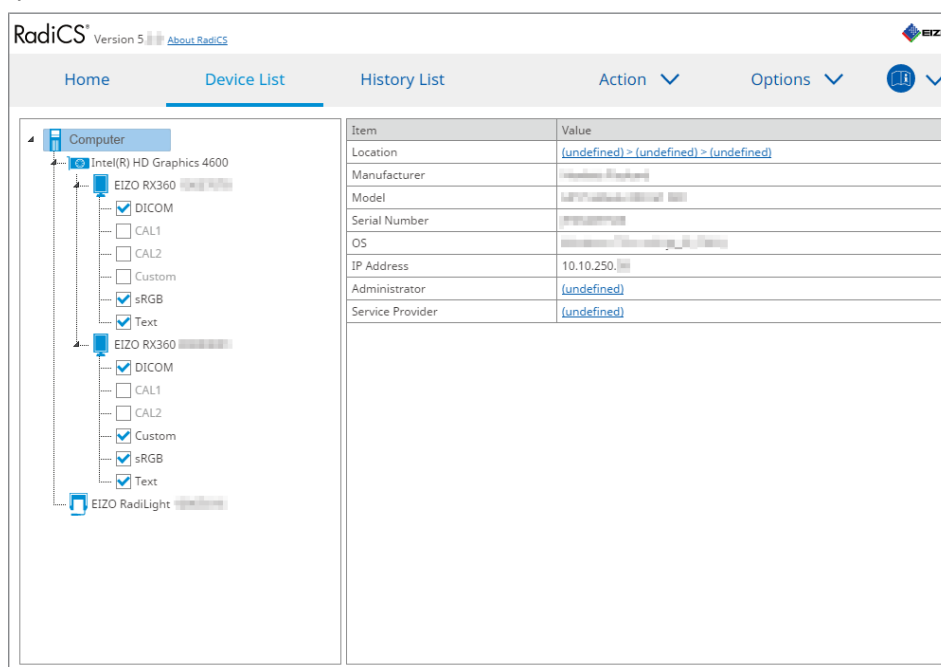 RadiCS® Version 5. About RadiCS
EIZ
Home Device List History List Action Options
Computer
Intel(R) HD Graphics 4600
EIZO RX360
DICOM
CAL1
CAL2
Custom
sRGB
Text
EIZO RX360
DICOM
CAL1
CAL2
Custom
sRGB
Text
EIZO RadiLight
Item Value
Location (undefined) > (undefined) > (undefined)
Manufacturer
Model
Serial Number
OS
IP Address 10.10.250.
Administrator (undefined)
Service Provider (undefined)